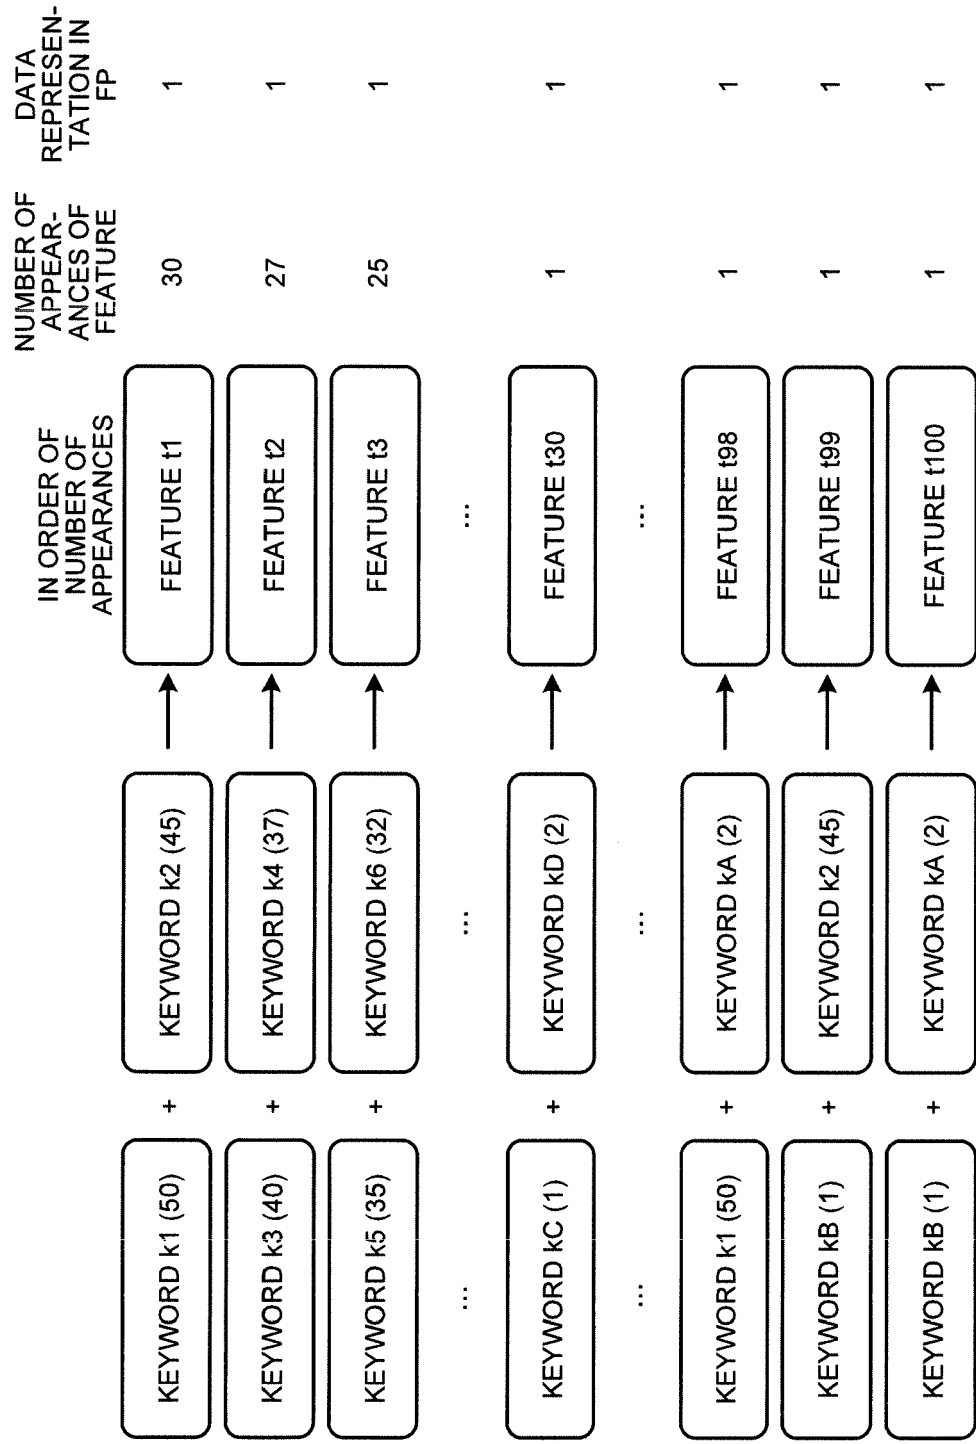 IN ORDER OF
NUMBER OF
APPEARANCES
NUMBER OF
APPEAR-
ANCES OF
FEATURE
DATA
REPRESEN-
TATION IN
FP
KEYWORD k1 (50) + KEYWORD k2 (45) FEATURE t1 30 1
KEYWORD k3 (40) + KEYWORD k4 (37) FEATURE t2 27 1
KEYWORD k5 (35) + KEYWORD k6 (32) FEATURE t3 25 1
... ... ...
KEYWORD kC (1) + KEYWORD kD (2) FEATURE t30 1 1
... ... ...
KEYWORD k1 (50) + KEYWORD kA (2) FEATURE t98 1 1
KEYWORD kB (1) + KEYWORD k2 (45) FEATURE t99 1 1
KEYWORD kB (1) + KEYWORD kA (2) FEATURE t100 1 1